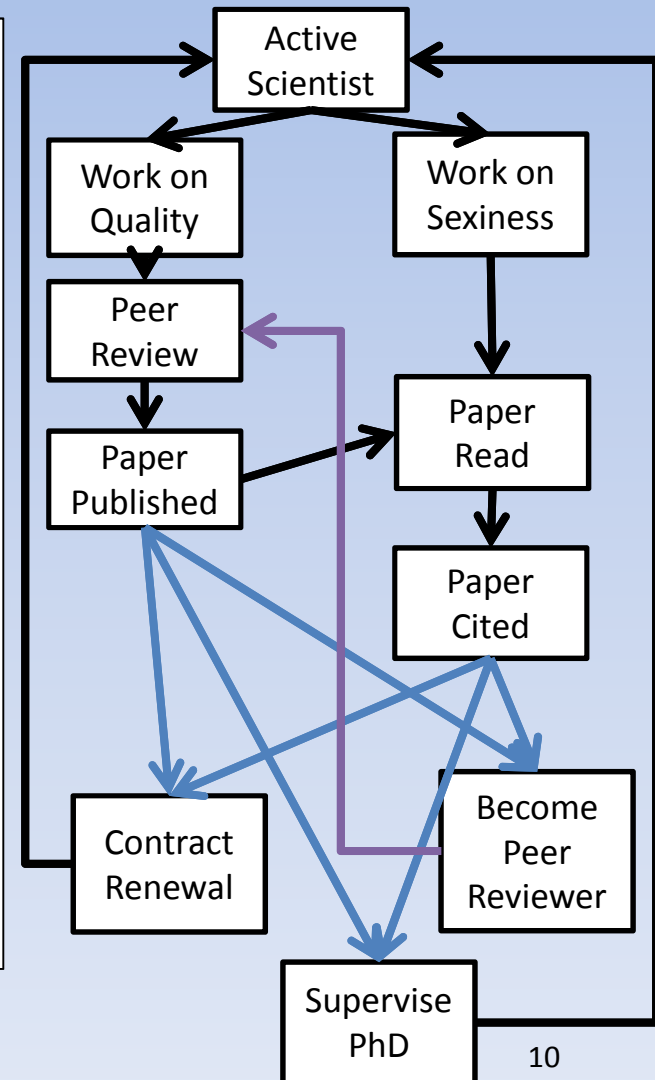 Active
Scientist
Work on
Quality
Work on
Sexiness
Peer
Review
Paper
Read
Paper
Published
Paper
Cited
Contract
Renewal
Become
Peer
Reviewer
Supervise
PhD
10